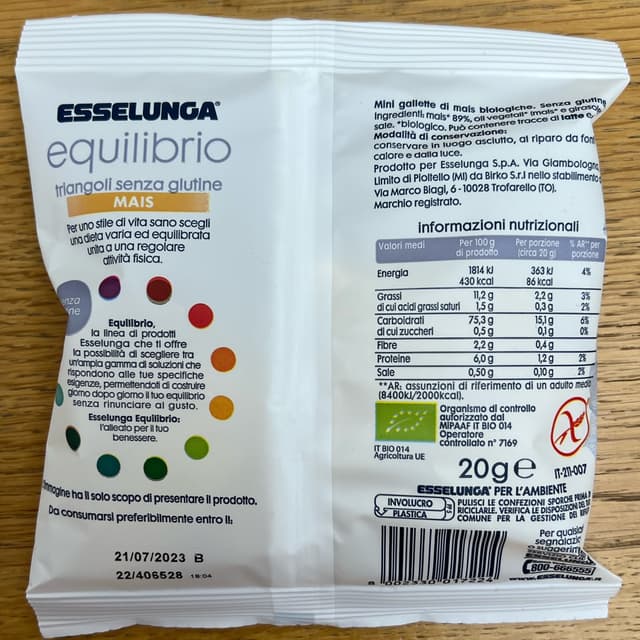 ESSELUNGA®
equilibrio
triangoli senza glutine
MAIS
Per uno stile di vita sano scegli
una dieta varia ed equilibrata
unita a una regolare
attività fisica.
Equilibrio,
la linea di prodotti
Esselunga che ti offre
la possibilità di scegliere tra
un'ampia gamma di soluzioni che
rispondono alle tue specifiche
esigenze, permettendoti di costruire
giorno dopo giorno il tuo equilibrio
senza rinunciare al gusto.
Esselunga Equilibrio:
l'alleato per il tuo
benessere.
immagine ha il solo scopo di presentare il prodotto.
Da consumarsi preferibilmente entro il:
21/07/2023 B
22/406528 18:04
Mini gallette di mais biologiche. Senza glutine
Ingredienti: mais* 89%, oli vegetali* (mais* e girasole
sale. *biologico. Può contenere tracce di latte e
Modalità di conservazione:
conservare in luogo asciutto, al riparo da fon
calore e dalla luce.
Prodotto per Esselunga S.p.A. Via Giambologna
Limito di Pioltello (MI) da Birko S.r.l nello stabilimento
Via Marco Biagi, 6 - 10028 Trofarello (TO).
Marchio registrato.
informazioni nutrizionali
Valori medi Per 100 g di prodotto Per porzione (circa 20 g) % AR** per porzione
Energia 1814 kJ 363 kJ 4%
430 kcal 86 kcal
Grassi 11,2 g 2,2 g 3%
di cui acidi grassi saturi 1,5 g 0,3 g 2%
Carboidrati 75,3 g 15,1 g 6%
di cui zuccheri 0,5 g 0,1 g 0%
Fibre 2,2 g 0,4 g
Proteine 6,0 g 1,2 g 2%
Sale 0,50 g 0,10 g 2%
**AR: assunzioni di riferimento di un adulto medio
(8400kJ/2000kcal).
Organismo di controllo
autorizzato dal
MIPAAF IT BIO 014
Operatore
controllato n° 7169
IT BIO 014
Agricoltura UE
20g e
IT-211-007
ESSELUNGA® PER L'AMBIENTE
INVOLUCRO
PLASTICA
PULISCI LE CONFEZIONI SPORCHE PRIMA D
RICICLARLE. VERIFICA LE DISPOSIZIONI DEL
COMUNE PER LA GESTIONE DEI
Per qualsiasi
segnalazio
o suggerim
800-666555
www.ESSELUNGA.
8 002330 017224